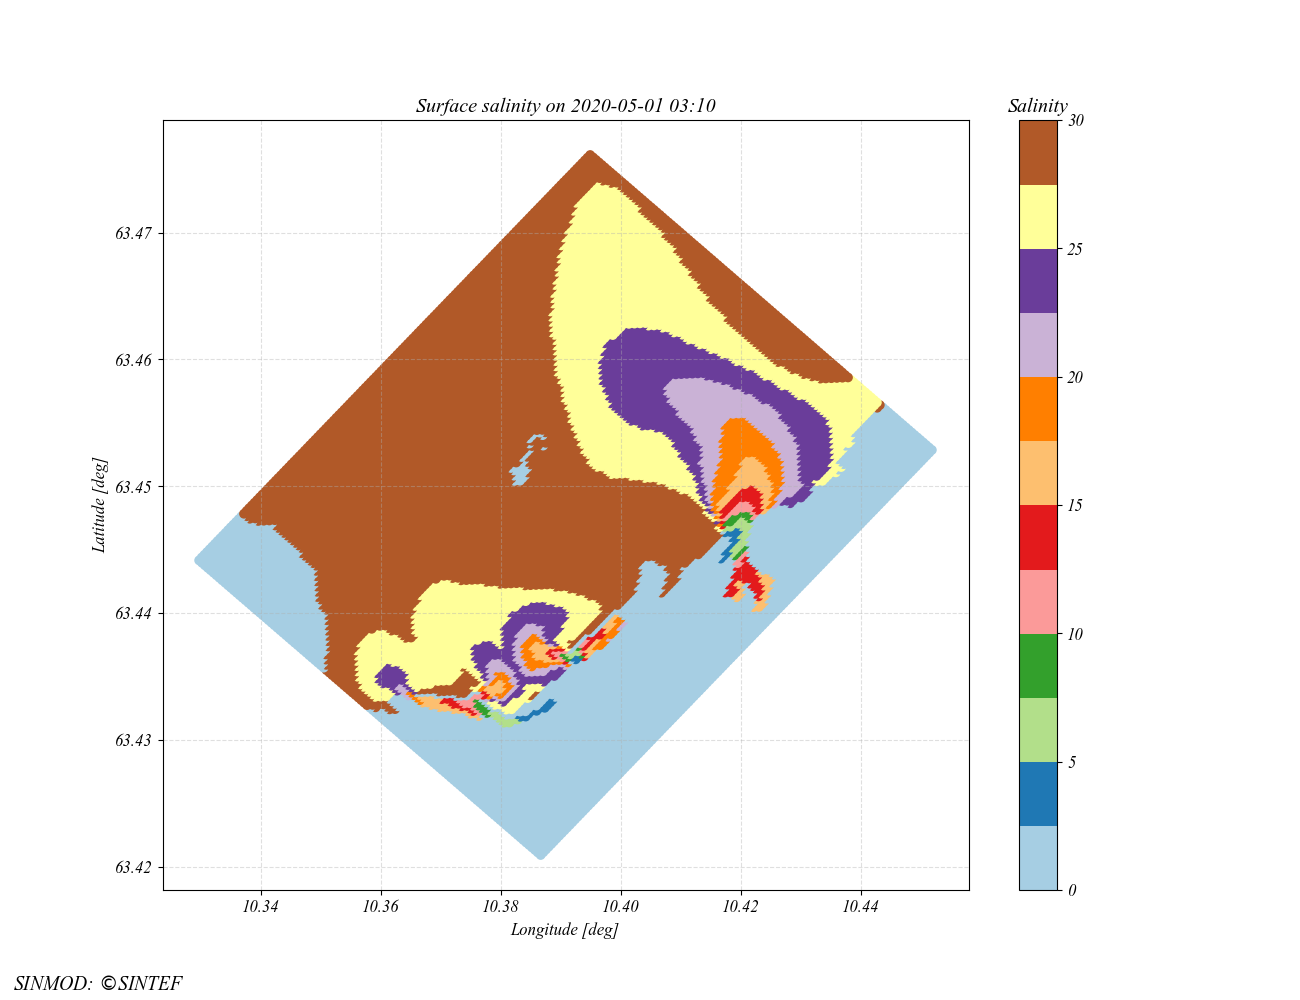 Surface salinity on 2020-05-01 03:10
Salinity
30
25
20
15
10
5
0
63.47
63.46
63.45
63.44
63.43
63.42
Latitude [deg]
10.34 10.36 10.38 10.40 10.42 10.44
Longitude [deg]
SINMOD: ©SINTEF